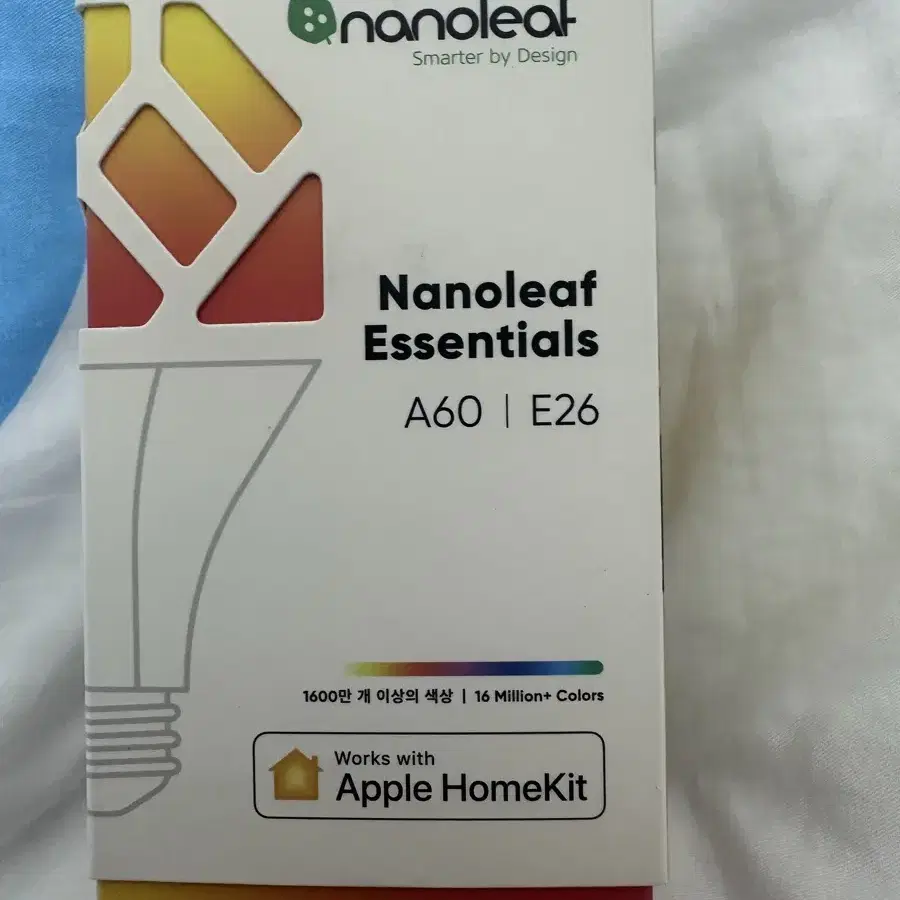 nanoleaf
Smarter by Design
Nanoleaf
Essentials
A60 | E26
1600만 개 이상의 색상 | 16 Million+ Colors
Works with
Apple HomeKit